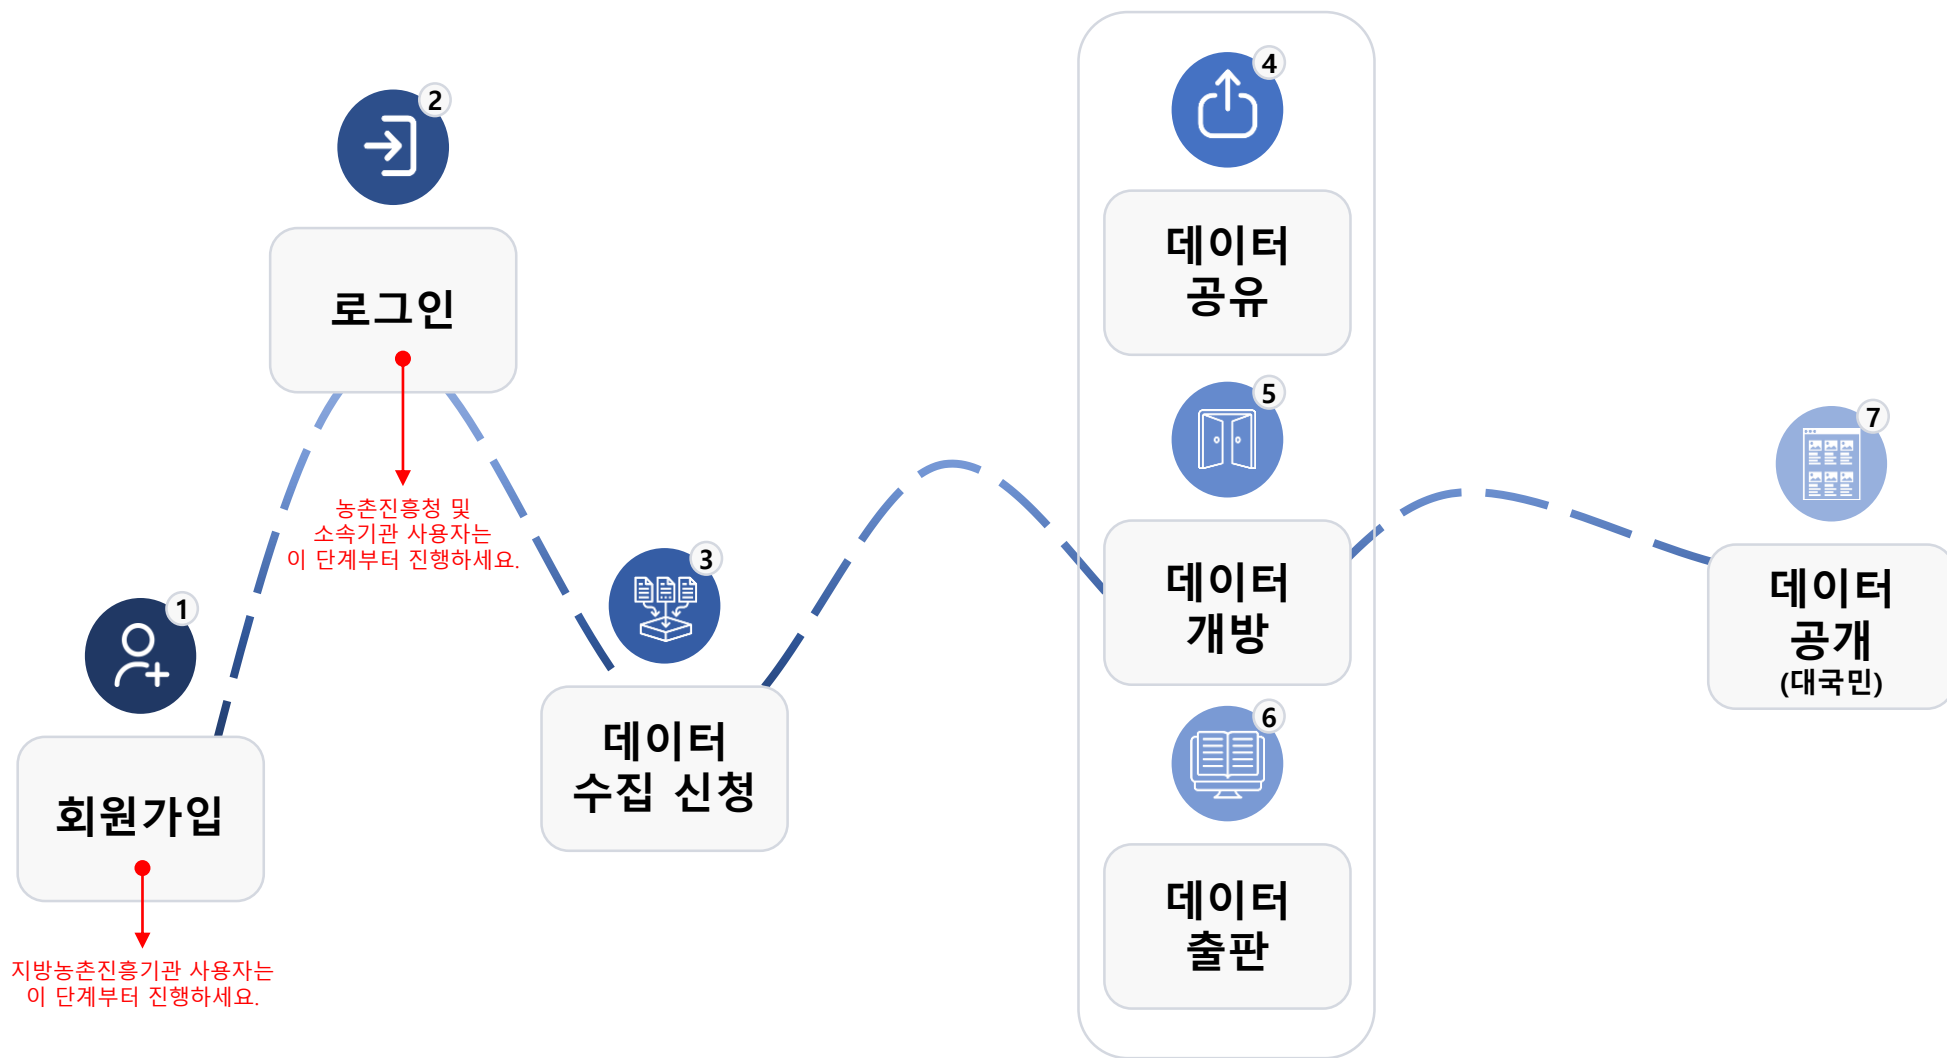 1
회원가입
지방농촌진흥기관 사용자는
이 단계부터 진행하세요.
2
로그인
농촌진흥청 및
소속기관 사용자는
이 단계부터 진행하세요.
3
데이터
수집 신청
4
데이터
공유
5
데이터
개방
6
데이터
출판
7
데이터
공개
(대국민)